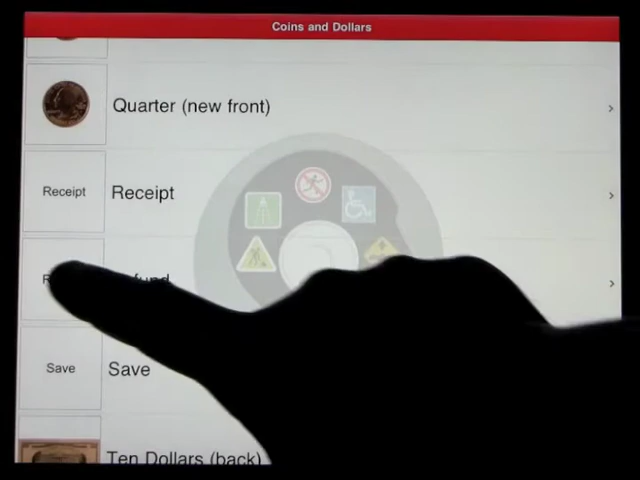 Coins and Dollars
Quarter (new front)
Receipt
Receipt
Save
Save
Ten Dollars (back)